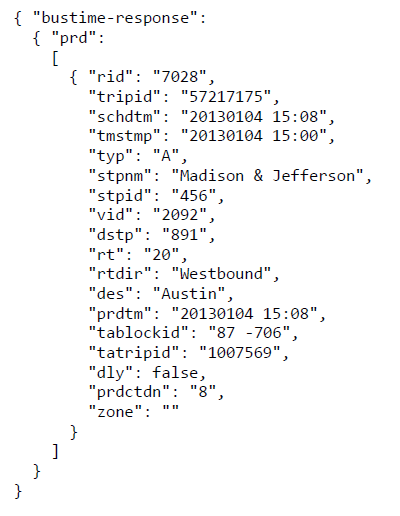 { "bustime-response":
  { "prd":
    [
      { "rid": "7028",
        "tripid": "57217175",
        "schdtm": "20130104 15:08",
        "tmstmp": "20130104 15:00",
        "typ": "A",
        "stpnm": "Madison & Jefferson",
        "stpid": "456",
        "vid": "2092",
        "dstp": "891",
        "rt": "20",
        "rtdir": "Westbound",
        "des": "Austin",
        "prdtm": "20130104 15:08",
        "tablockid": "87 -706",
        "tatripid": "1007569",
        "dly": false,
        "prdctdn": "8",
        "zone": ""
      }
    ]
  }
}